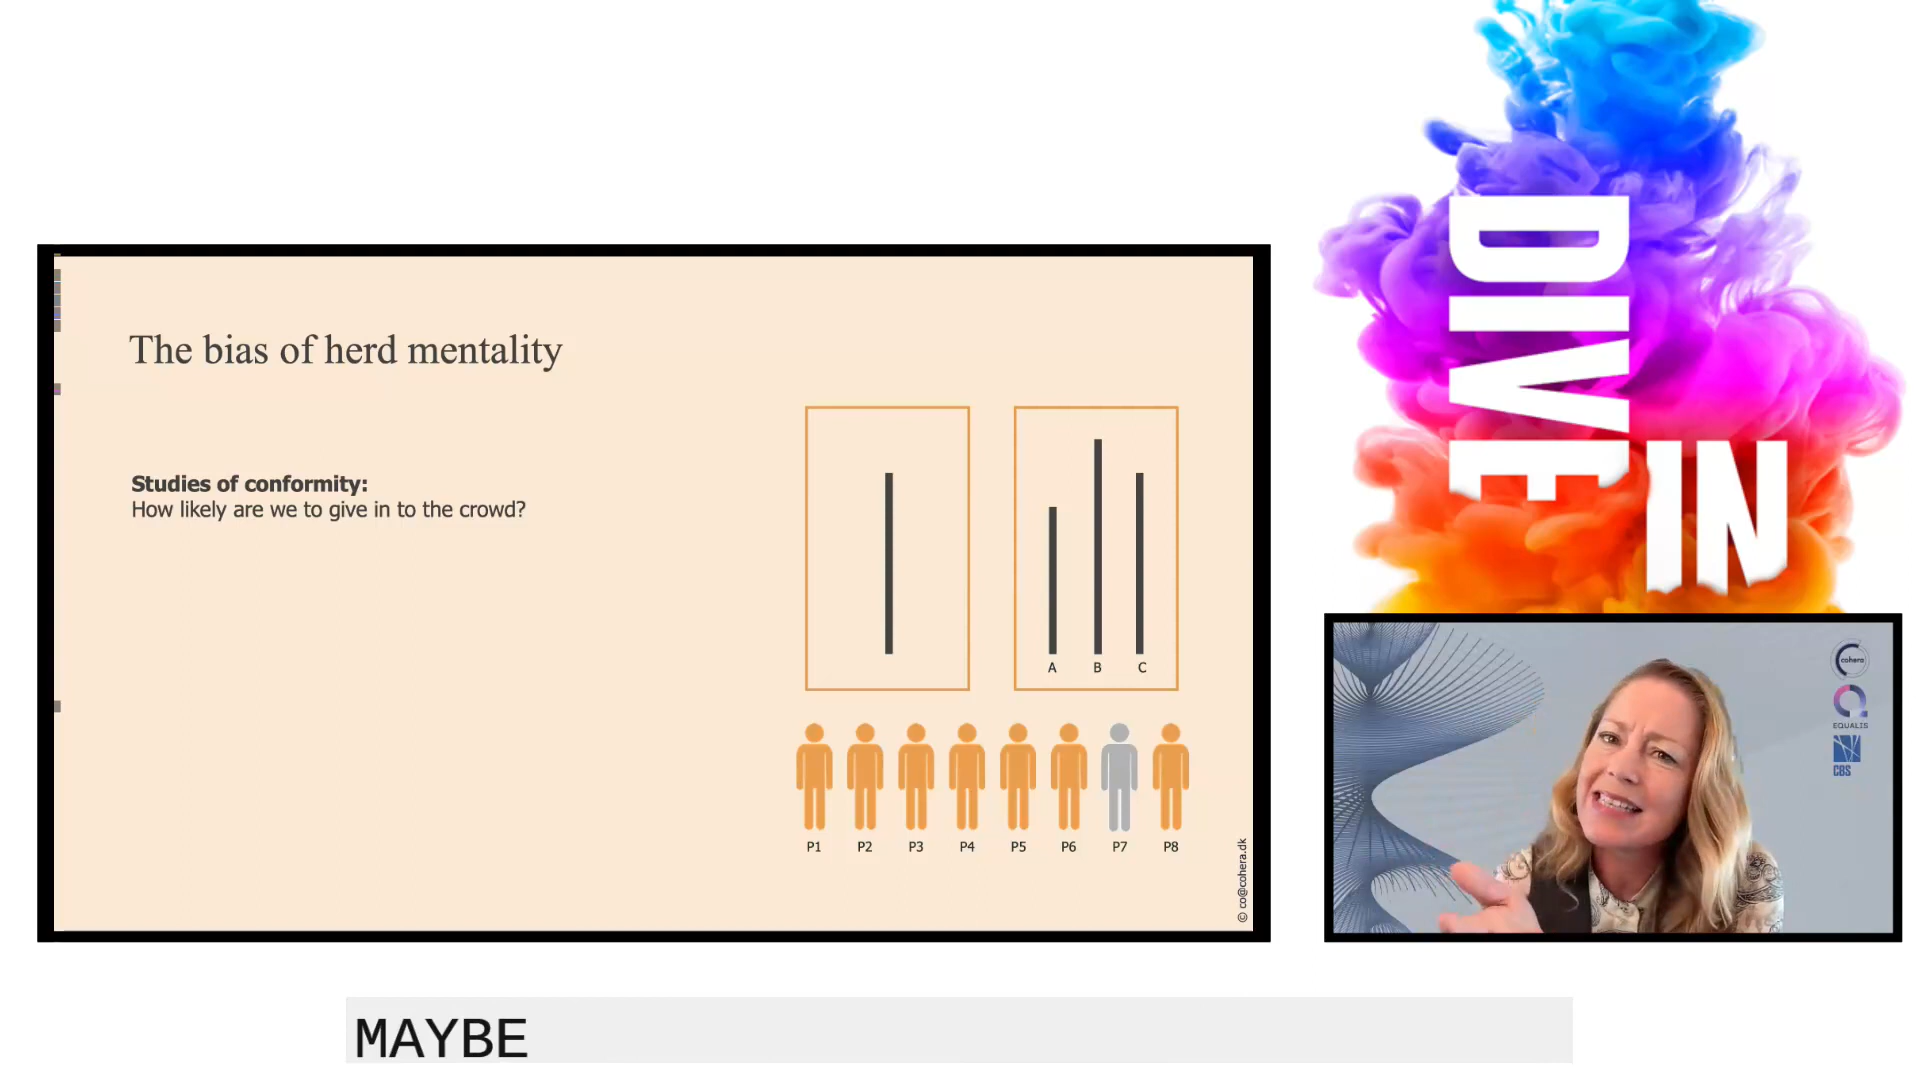 The bias of herd mentality
Studies of conformity:
How likely are we to give in to the crowd?
A B C
P1 P2 P3 P4 P5 P6 P7 P8
© co@cohera.dk
DIVE
IN
cohera
EQUALIS
CBS
MAYBE